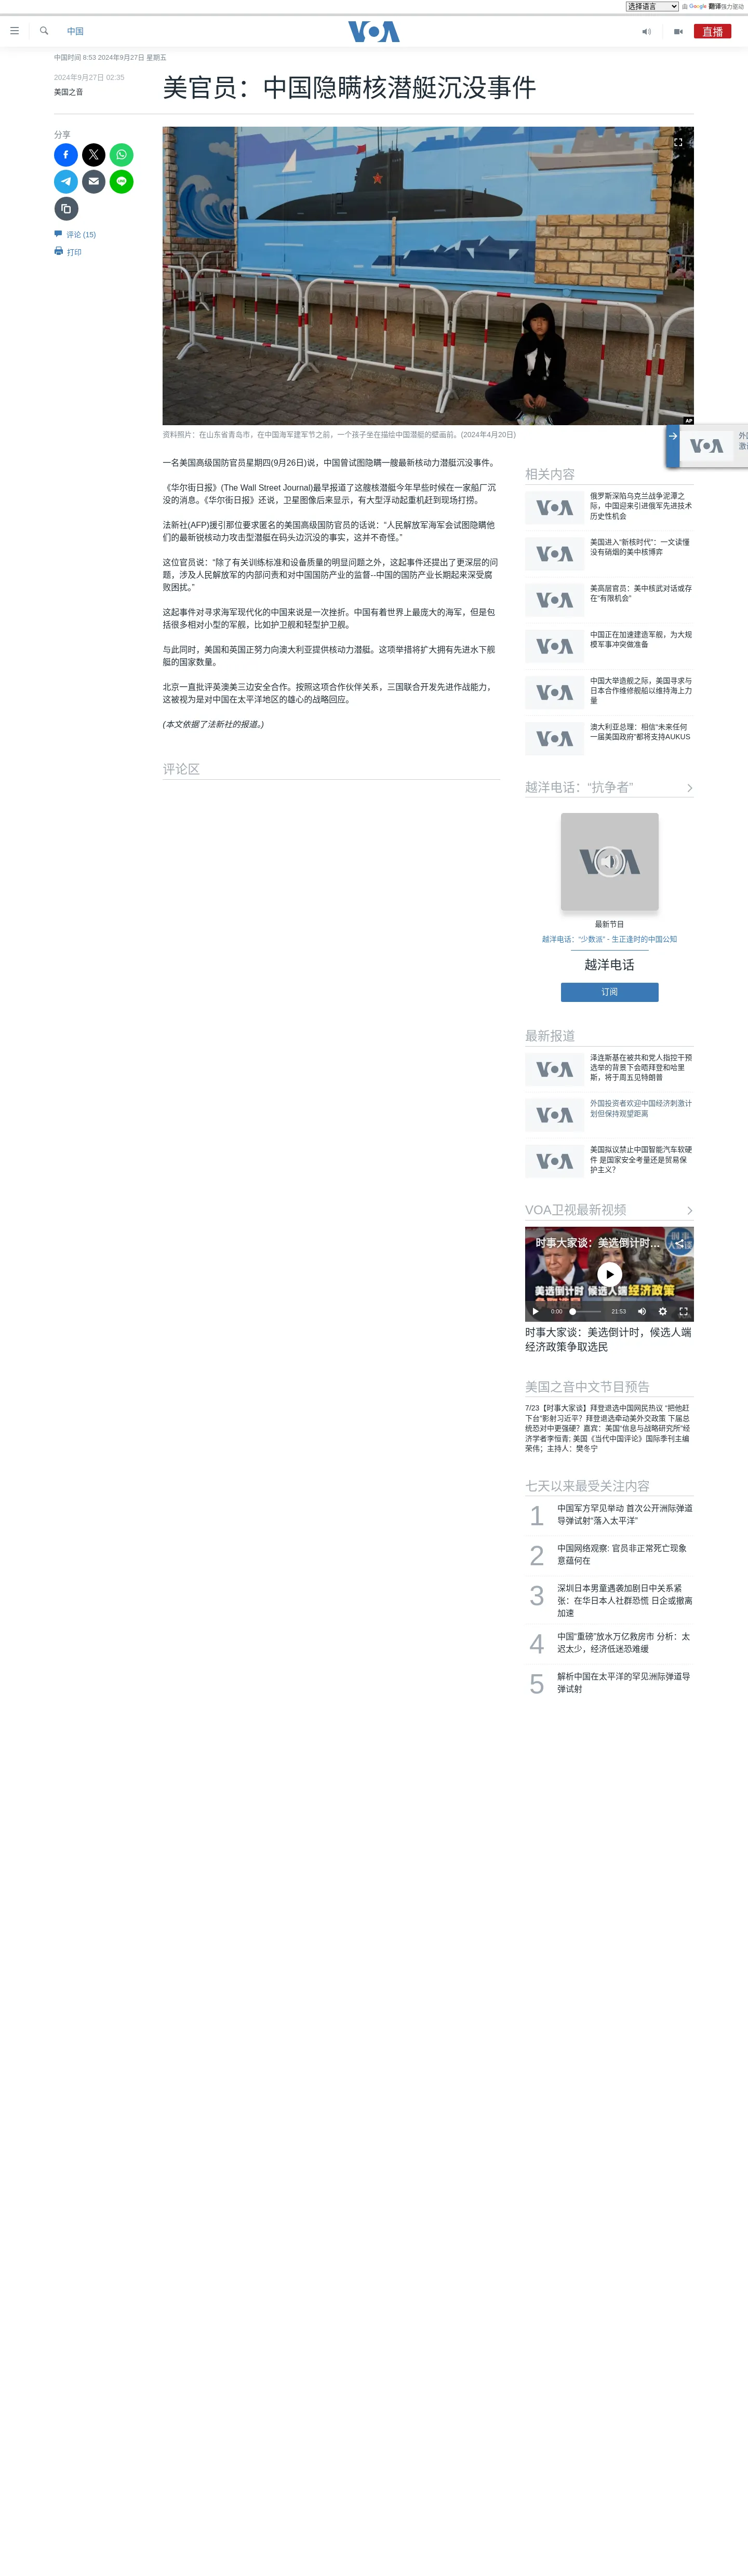 选择语言
由 Google 翻译强力驱动
中国
VOA
直播
中国时间 8:53 2024年9月27日 星期五
2024年9月27日 02:35
美国之音
美官员：中国隐瞒核潜艇沉没事件
分享
评论 (15)
打印
AP
资料照片：在山东省青岛市，在中国海军建军节之前，一个孩子坐在描绘中国潜艇的壁画前。(2024年4月20日)
一名美国高级国防官员星期四(9月26日)说，中国曾试图隐瞒一艘最新核动力潜艇沉没事件。
《华尔街日报》(The Wall Street Journal)最早报道了这艘核潜艇今年早些时候在一家船厂沉
没的消息。《华尔街日报》还说，卫星图像后来显示，有大型浮动起重机赶到现场打捞。
法新社(AFP)援引那位要求匿名的美国高级国防官员的话说：“人民解放军海军会试图隐瞒他
们的最新锐核动力攻击型潜艇在码头边沉没的事实，这并不奇怪。”
这位官员说：“除了有关训练标准和设备质量的明显问题之外，这起事件还提出了更深层的问
题，涉及人民解放军的内部问责和对中国国防产业的监督--中国的国防产业长期起来深受腐
败困扰。”
这起事件对寻求海军现代化的中国来说是一次挫折。中国有着世界上最庞大的海军，但是包
括很多相对小型的军舰，比如护卫舰和轻型护卫舰。
与此同时，美国和英国正努力向澳大利亚提供核动力潜艇。这项举措将扩大拥有先进水下舰
艇的国家数量。
北京一直批评英澳美三边安全合作。按照这项合作伙伴关系，三国联合开发先进作战能力，
这被视为是对中国在太平洋地区的雄心的战略回应。
(本文依据了法新社的报道。)
评论区
相关内容
VOA
俄罗斯深陷乌克兰战争泥潭之
际，中国迎来引进俄军先进技术
历史性机会
VOA
美国进入“新核时代”：一文读懂
没有硝烟的美中核博弈
VOA
美高层官员：美中核武对话或存
在“有限机会”
VOA
中国正在加速建造军舰，为大规
模军事冲突做准备
VOA
中国大举造舰之际，美国寻求与
日本合作维修舰船以维持海上力
量
VOA
澳大利亚总理：相信“未来任何
一届美国政府”都将支持AUKUS
VOA
越洋电话：“抗争者”
VOA
最新节目
越洋电话：“少数派” - 生正逢时的中国公知
越洋电话
订阅
最新报道
VOA
泽连斯基在被共和党人指控干预
选举的背景下会晤拜登和哈里
斯，将于周五见特朗普
VOA
外国投资者欢迎中国经济刺激计
划但保持观望距离
VOA
美国拟议禁止中国智能汽车软硬
件 是国家安全考量还是贸易保
护主义?
VOA卫视最新视频
时事大家谈：美选倒计时…
美选倒计时 候选人端经济政策
0:00
21:53
时事大家谈：美选倒计时，候选人端
经济政策争取选民
美国之音中文节目预告
7/23【时事大家谈】拜登退选中国网民热议 “把他赶
下台”影射习近平？拜登退选牵动美外交政策 下届总
统恐对中更强硬？嘉宾：美国“信息与战略研究所”经
济学者李恒青; 美国《当代中国评论》国际季刊主编
荣伟；主持人：樊冬宁
七天以来最受关注内容
1
中国军方罕见举动 首次公开洲际弹道
导弹试射“落入太平洋”
2
中国网络观察: 官员非正常死亡现象
意蕴何在
3
深圳日本男童遇袭加剧日中关系紧
张：在华日本人社群恐慌 日企或撤离
加速
4
中国“重磅”放水万亿救房市 分析：太
迟太少，经济低迷恐难缓
5
解析中国在太平洋的罕见洲际弹道导
弹试射